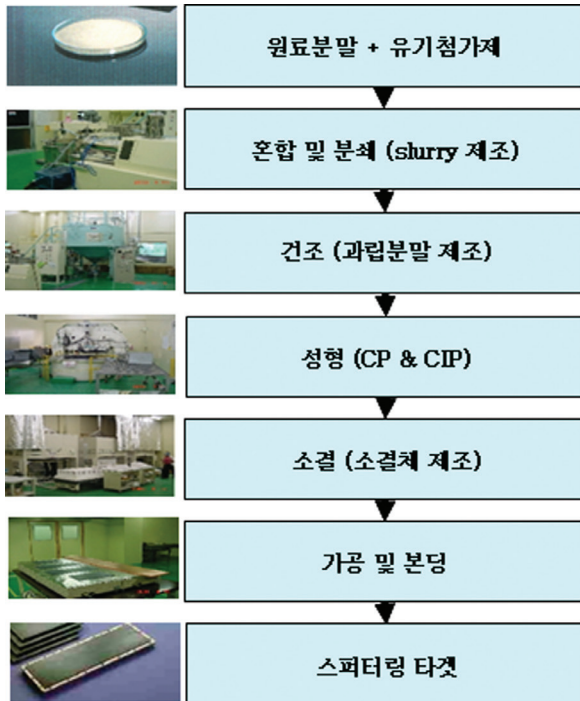 원료분말 + 유기첨가제
혼합 및 분쇄 (slurry 제조)
건조 (과립분말 제조)
성형 (CP & CIP)
소결 (소결체 제조)
가공 및 본딩
스퍼터링 타겟